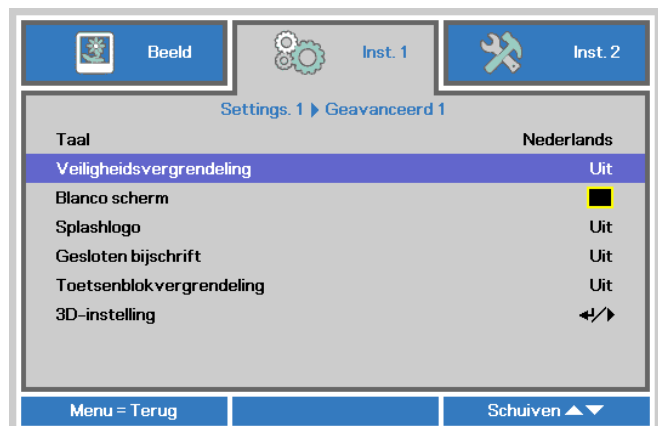 Beeld Inst. 1 Inst. 2
Settings. 1 Geavanceerd 1
Taal Nederlands
Veiligheidsvergrendeling Uit
Blanco scherm
Splashlogo Uit
Gesloten bijschrift Uit
Toetsenblokvergrendeling Uit
3D-instelling
Menu = Terug Schuiven ▲▼